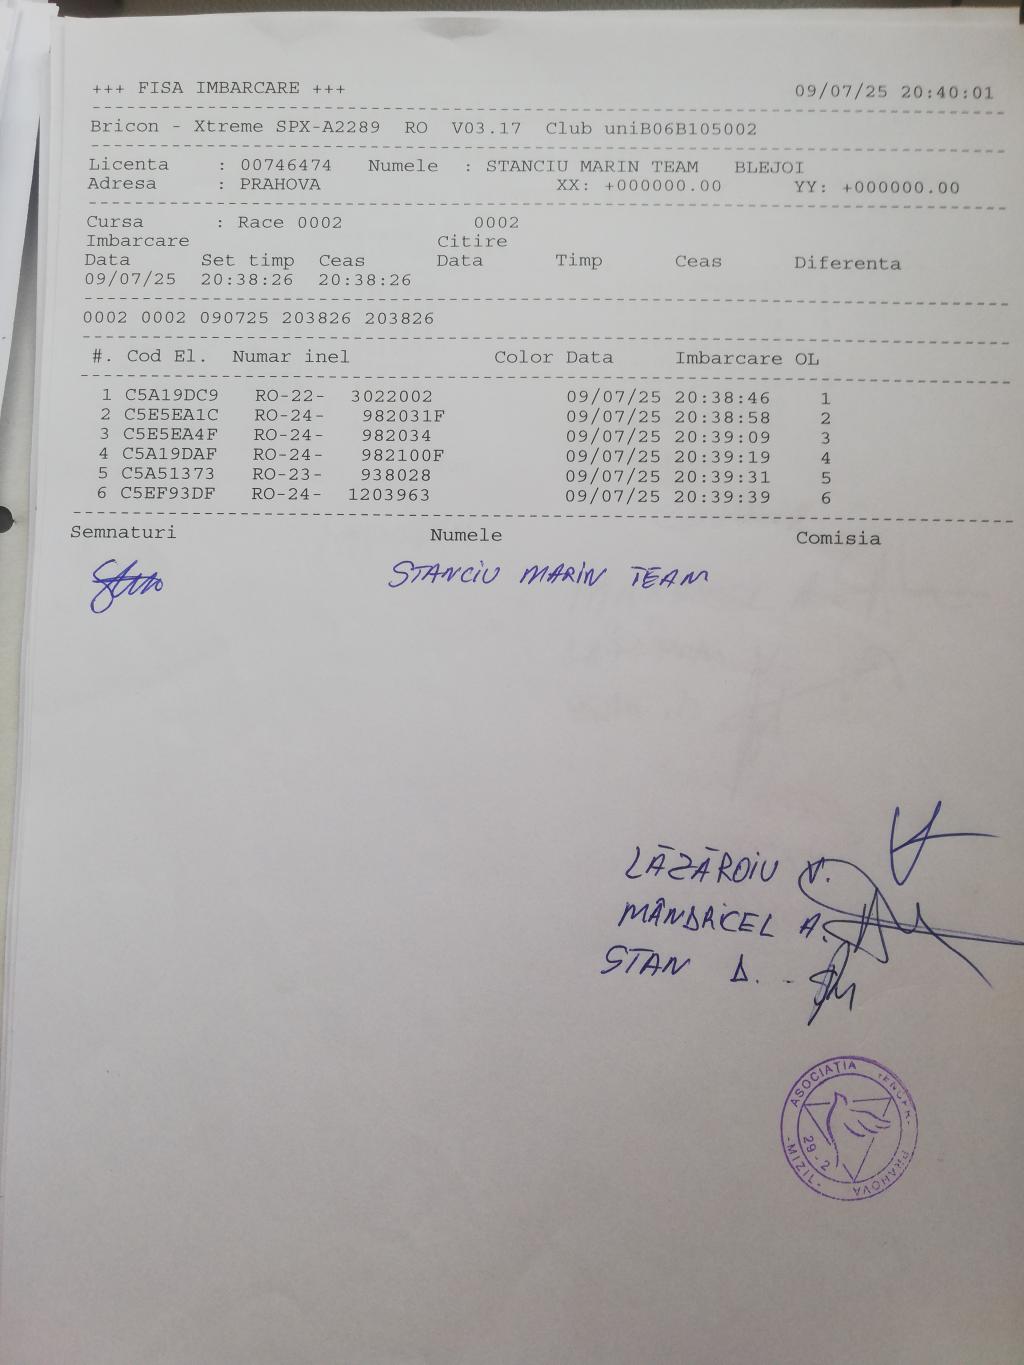 +++ FISA IMBARCARE +++ 09/07/25 20:40:01
Bricon - Xtreme SPX-A2289 RO V03.17 Club uniB06B105002
Licenta : 00746474 Numele : STANCIU MARIN TEAM BLEJOI
Adresa : PRAHOVA XX: +000000.00 YY: +000000.00
Cursa : Race 0002 0002
Imbarcare Citire
Data Set timp Ceas Data Timp Ceas Diferenta
09/07/25 20:38:26 20:38:26
0002 0002 090725 203826 203826
#. Cod El. Numar inel Color Data Imbarcare OL
1 C5A19DC9 RO-22- 3022002 09/07/25 20:38:46 1
2 C5E5EA1C RO-24- 982031F 09/07/25 20:38:58 2
3 C5E5EA4F RO-24- 982034 09/07/25 20:39:09 3
4 C5A19DAF RO-24- 982100F 09/07/25 20:39:19 4
5 C5A51373 RO-23- 938028 09/07/25 20:39:31 5
6 C5EF93DF RO-24- 1203963 09/07/25 20:39:39 6
Semnaturi Numele Comisia
STANCIU MARIN TEAM
LĂZĂROIU V.
MÂNDRICEL A.
STAN D.
ASOCIATIA
PRAHOVA
-MIZIL-
29-2